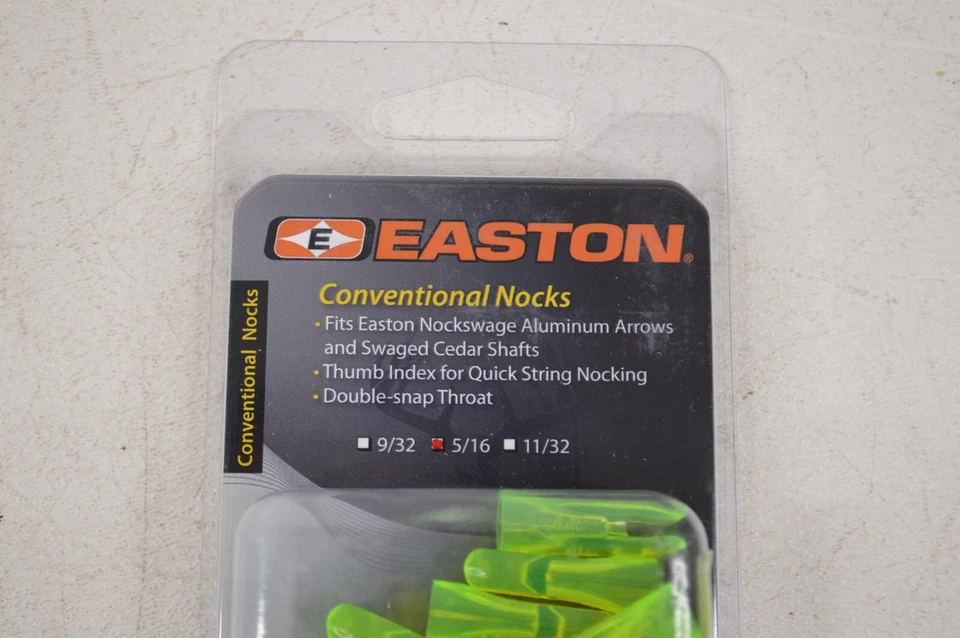 E EASTON®
Conventional Nocks
• Fits Easton Nockswage Aluminum Arrows
and Swaged Cedar Shafts
• Thumb Index for Quick String Nocking
• Double-snap Throat
9/32 5/16 11/32
Conventional Nocks